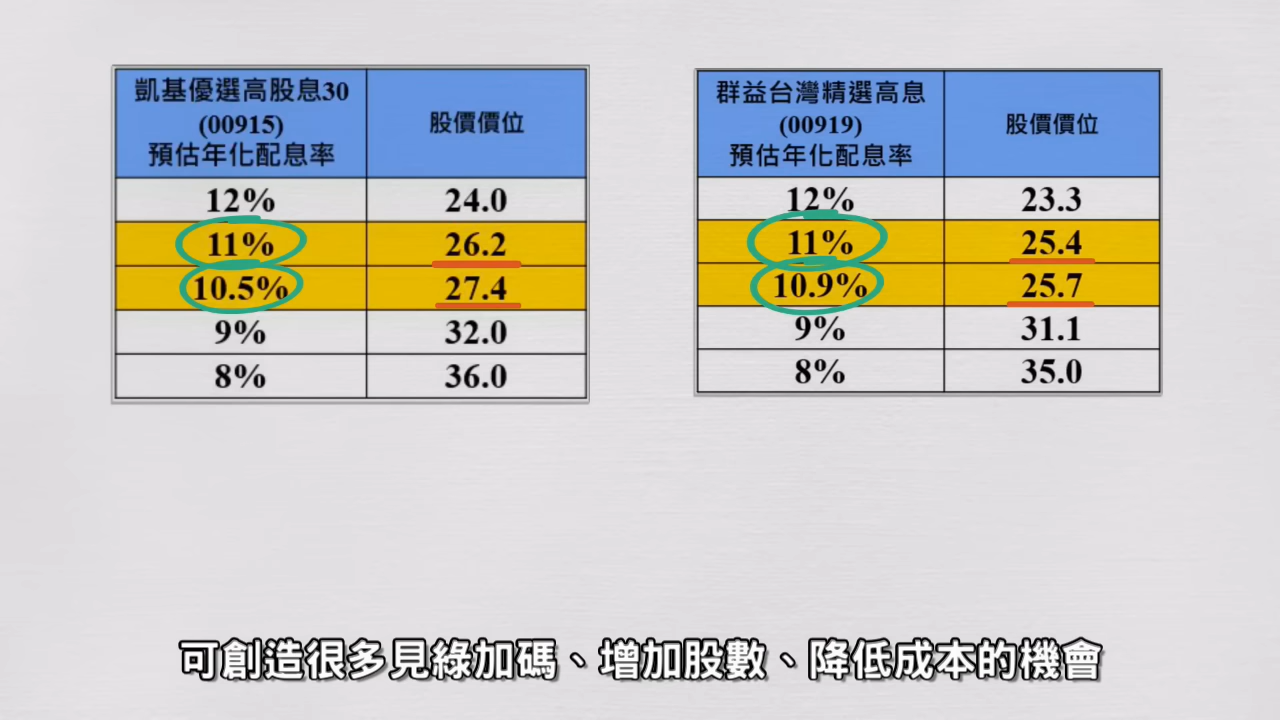 凱基優選高股息30
(00915)
預估年化配息率
股價價位
12% 24.0
11% 26.2
10.5% 27.4
9% 32.0
8% 36.0
群益台灣精選高息
(00919)
預估年化配息率
股價價位
12% 23.3
11% 25.4
10.9% 25.7
9% 31.1
8% 35.0
可創造很多見綠加碼、增加股數、降低成本的機會